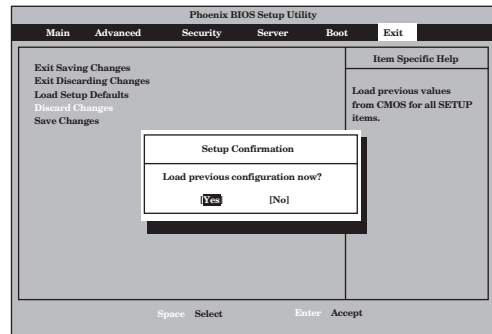 Phoenix BIOS Setup Utility
Main Advanced Security Server Boot Exit
Exit Saving Changes
Exit Discarding Changes
Load Setup Defaults
Discard Changes
Save Changes
Item Specific Help
Load previous values
from CMOS for all SETUP
items.
Setup Confirmation
Load previous configuration now?
[Yes] [No]
Space Select Enter Accept